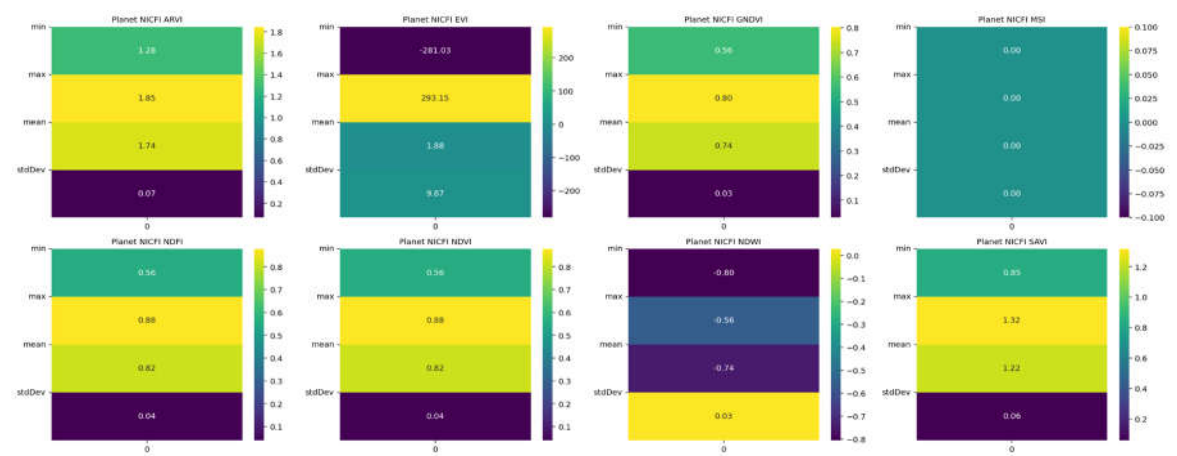 Planet NICFI ARVI
min
max
mean
stdDev
1.28
1.85
1.74
0.07
0
1.8
1.6
1.4
1.2
1.0
0.8
0.6
0.4
0.2
Planet NICFI EVI
min
max
mean
stdDev
-281.03
293.15
1.88
9.87
0
200
100
0
−100
−200
Planet NICFI GNDVI
min
max
mean
stdDev
0.56
0.80
0.74
0.03
0
0.8
0.7
0.6
0.5
0.4
0.3
0.2
0.1
Planet NICFI MSI
min
max
mean
stdDev
0.00
0.00
0.00
0.00
0
0.100
0.075
0.050
0.025
0.000
−0.025
−0.050
−0.075
−0.100
Planet NICFI NDFI
min
max
mean
stdDev
0.56
0.88
0.82
0.04
0
0.8
0.7
0.6
0.5
0.4
0.3
0.2
0.1
Planet NICFI NDVI
min
max
mean
stdDev
0.56
0.88
0.82
0.04
0
0.8
0.7
0.6
0.5
0.4
0.3
0.2
0.1
Planet NICFI NDWI
min
max
mean
stdDev
-0.80
-0.56
-0.74
0.03
0
0.0
−0.1
−0.2
−0.3
−0.4
−0.5
−0.6
−0.7
−0.8
Planet NICFI SAVI
min
max
mean
stdDev
0.85
1.32
1.22
0.06
0
1.2
1.0
0.8
0.6
0.4
0.2